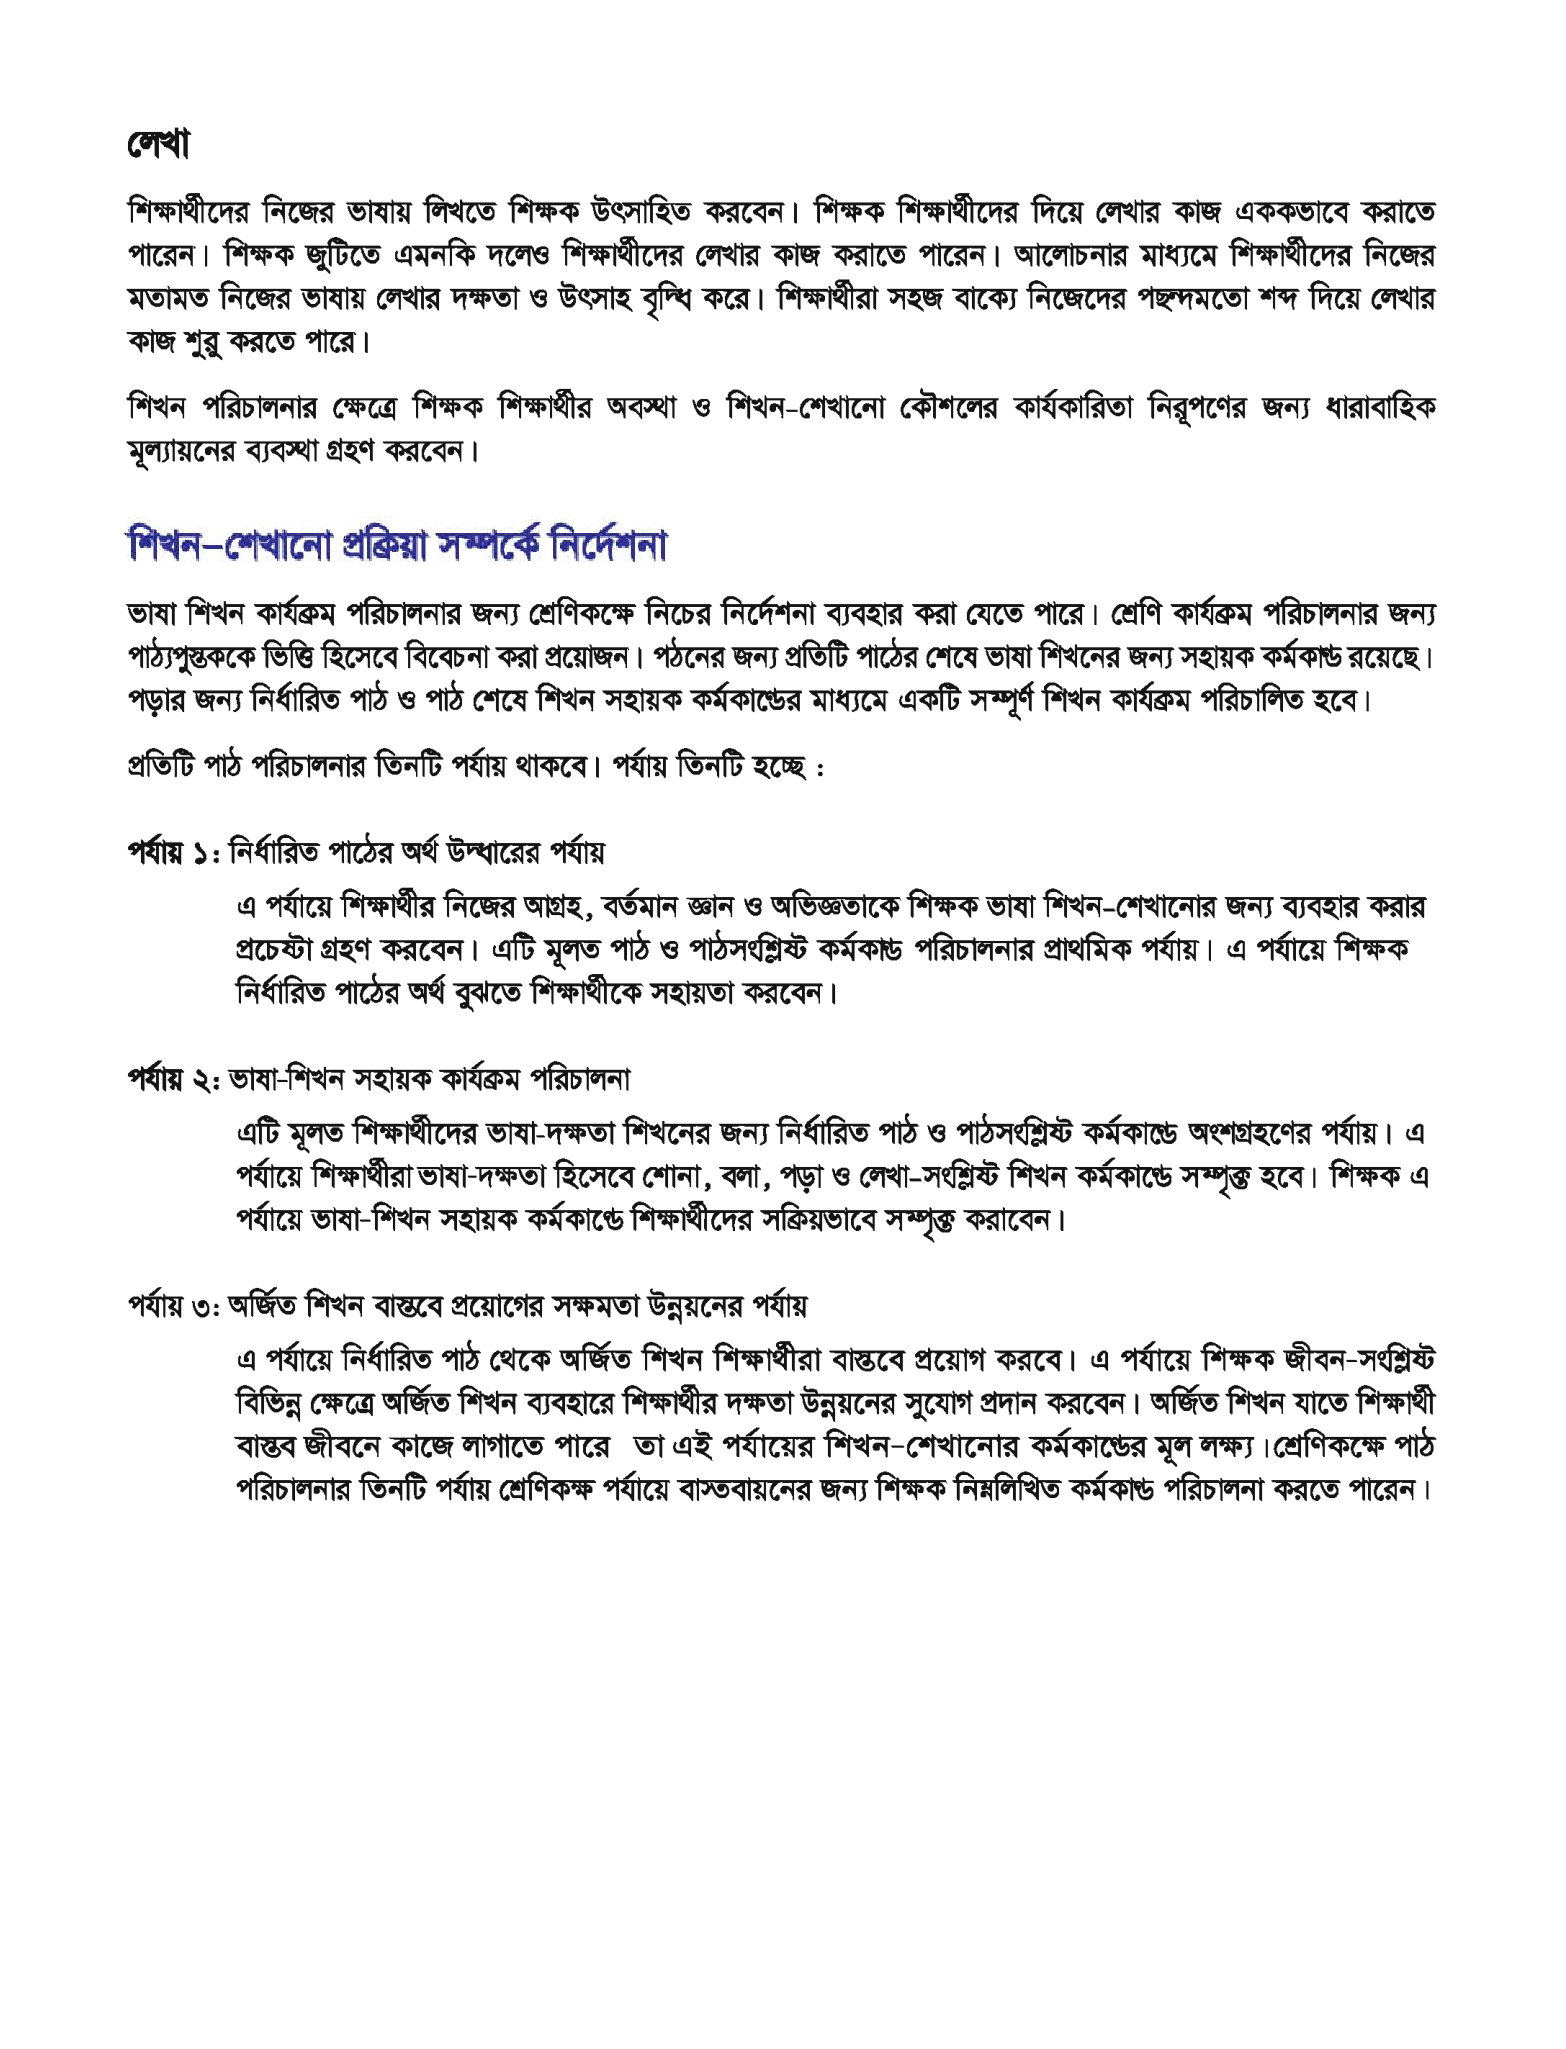 লেখা
শিক্ষার্থীদের নিজের ভাষায় লিখতে শিক্ষক উৎসাহিত করবেন। শিক্ষক শিক্ষার্থীদের দিয়ে লেখার কাজ এককভাবে করাতে
পারেন। শিক্ষক জুটিতে এমনকি দলেও শিক্ষার্থীদের লেখার কাজ করাতে পারেন। আলোচনার মাধ্যমে শিক্ষার্থীদের নিজের
মতামত নিজের ভাষায় লেখার দক্ষতা ও উৎসাহ বৃদ্ধি করে। শিক্ষার্থীরা সহজ বাক্যে নিজেদের পছন্দমতো শব্দ দিয়ে লেখার
কাজ শুরু করতে পারে।
শিখন পরিচালনার ক্ষেত্রে শিক্ষক শিক্ষার্থীর অবস্থা ও শিখন-শেখানো কৌশলের কার্যকারিতা নিরূপণের জন্য ধারাবাহিক
মূল্যায়নের ব্যবস্থা গ্রহণ করবেন।
শিখন–শেখানো প্রক্রিয়া সম্পর্কে নির্দেশনা
ভাষা শিখন কার্যক্রম পরিচালনার জন্য শ্রেণিকক্ষে নিচের নির্দেশনা ব্যবহার করা যেতে পারে। শ্রেণি কার্যক্রম পরিচালনার জন্য
পাঠ্যপুস্তককে ভিত্তি হিসেবে বিবেচনা করা প্রয়োজন। পঠনের জন্য প্রতিটি পাঠের শেষে ভাষা শিখনের জন্য সহায়ক কর্মকাণ্ড রয়েছে।
পড়ার জন্য নির্ধারিত পাঠ ও পাঠ শেষে শিখন সহায়ক কর্মকাণ্ডের মাধ্যমে একটি সম্পূর্ণ শিখন কার্যক্রম পরিচালিত হবে।
প্রতিটি পাঠ পরিচালনার তিনটি পর্যায় থাকবে। পর্যায় তিনটি হচ্ছে :
পর্যায় ১: নির্ধারিত পাঠের অর্থ উদ্ধারের পর্যায়
এ পর্যায়ে শিক্ষার্থীর নিজের আগ্রহ, বর্তমান জ্ঞান ও অভিজ্ঞতাকে শিক্ষক ভাষা শিখন-শেখানোর জন্য ব্যবহার করার
প্রচেষ্টা গ্রহণ করবেন। এটি মূলত পাঠ ও পাঠসংশ্লিষ্ট কর্মকাণ্ড পরিচালনার প্রাথমিক পর্যায়। এ পর্যায়ে শিক্ষক
নির্ধারিত পাঠের অর্থ বুঝতে শিক্ষার্থীকে সহায়তা করবেন।
পর্যায় ২: ভাষা-শিখন সহায়ক কার্যক্রম পরিচালনা
এটি মূলত শিক্ষার্থীদের ভাষা-দক্ষতা শিখনের জন্য নির্ধারিত পাঠ ও পাঠসংশ্লিষ্ট কর্মকাণ্ডে অংশগ্রহণের পর্যায়। এ
পর্যায়ে শিক্ষার্থীরা ভাষা-দক্ষতা হিসেবে শোনা, বলা, পড়া ও লেখা-সংশ্লিষ্ট শিখন কর্মকাণ্ডে সম্পৃক্ত হবে। শিক্ষক এ
পর্যায়ে ভাষা-শিখন সহায়ক কর্মকাণ্ডে শিক্ষার্থীদের সক্রিয়ভাবে সম্পৃক্ত করাবেন।
পর্যায় ৩: অর্জিত শিখন বাস্তবে প্রয়োগের সক্ষমতা উন্নয়নের পর্যায়
এ পর্যায়ে নির্ধারিত পাঠ থেকে অর্জিত শিখন শিক্ষার্থীরা বাস্তবে প্রয়োগ করবে। এ পর্যায়ে শিক্ষক জীবন-সংশ্লিষ্ট
বিভিন্ন ক্ষেত্রে অর্জিত শিখন ব্যবহারে শিক্ষার্থীর দক্ষতা উন্নয়নের সুযোগ প্রদান করবেন। অর্জিত শিখন যাতে শিক্ষার্থী
বাস্তব জীবনে কাজে লাগাতে পারে তা এই পর্যায়ের শিখন-শেখানোর কর্মকাণ্ডের মূল লক্ষ্য।শ্রেণিকক্ষে পাঠ
পরিচালনার তিনটি পর্যায় শ্রেণিকক্ষ পর্যায়ে বাস্তবায়নের জন্য শিক্ষক নিম্নলিখিত কর্মকাণ্ড পরিচালনা করতে পারেন।